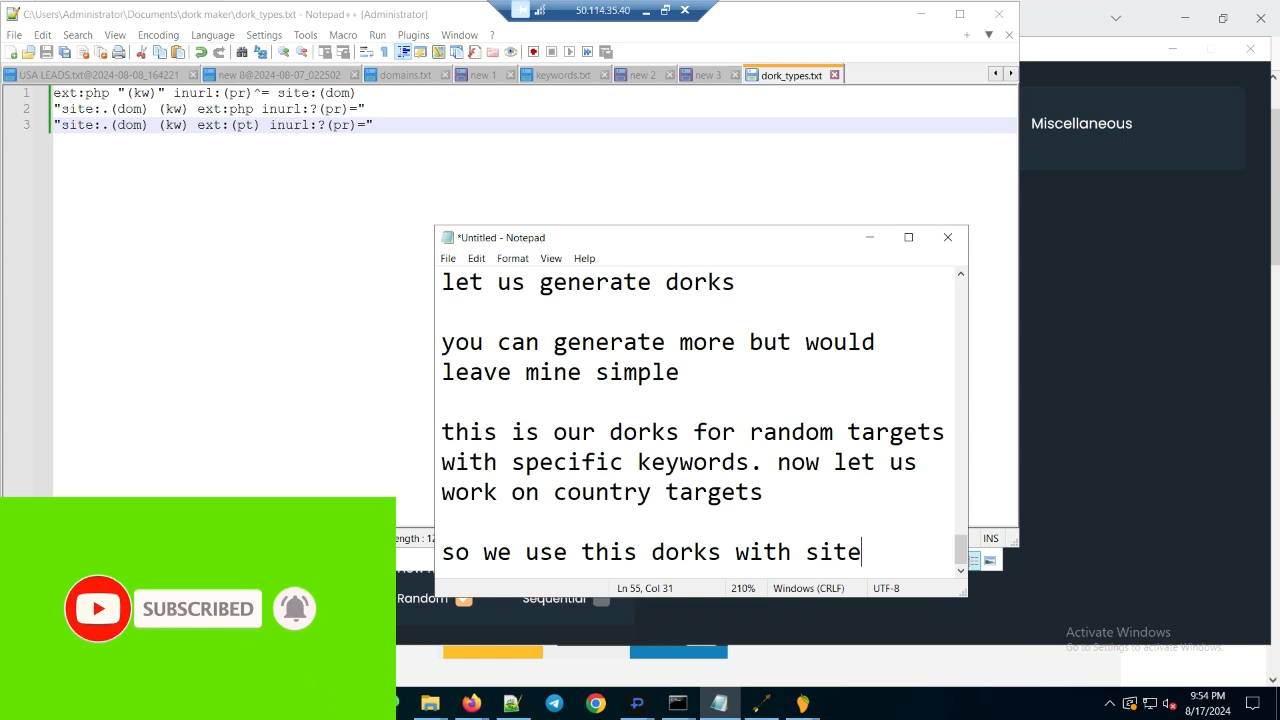 C:\Users\Administrator\Documents\dork maker\dork_types.txt - Notepad++ [Administrator]
50.114.35.40
File Edit Search View Encoding Language Settings Tools Macro Run Plugins Window ?
new 8@2024-08-07_022502 domains.txt new 1 keywords.txt new 2 new 3 dork_types.txt
1 ext:php "(kw)" inurl:(pr)^= site:(dom)
2 "site:.(dom) (kw) ext:php inurl:?(pr)="
3 "site:.(dom) (kw) ext:(pt) inurl:?(pr)="
Miscellaneous
*Untitled - Notepad
File Edit Format View Help
let us generate dorks
you can generate more but would
leave mine simple
this is our dorks for random targets
with specific keywords. now let us
work on country targets
so we use this dorks with site
INS
Ln 55, Col 31 210% Windows (CRLF) UTF-8
Random Sequential
SUBSCRIBED
Activate Windows
Go to Settings to activate Windows.
9:54 PM
8/17/2024